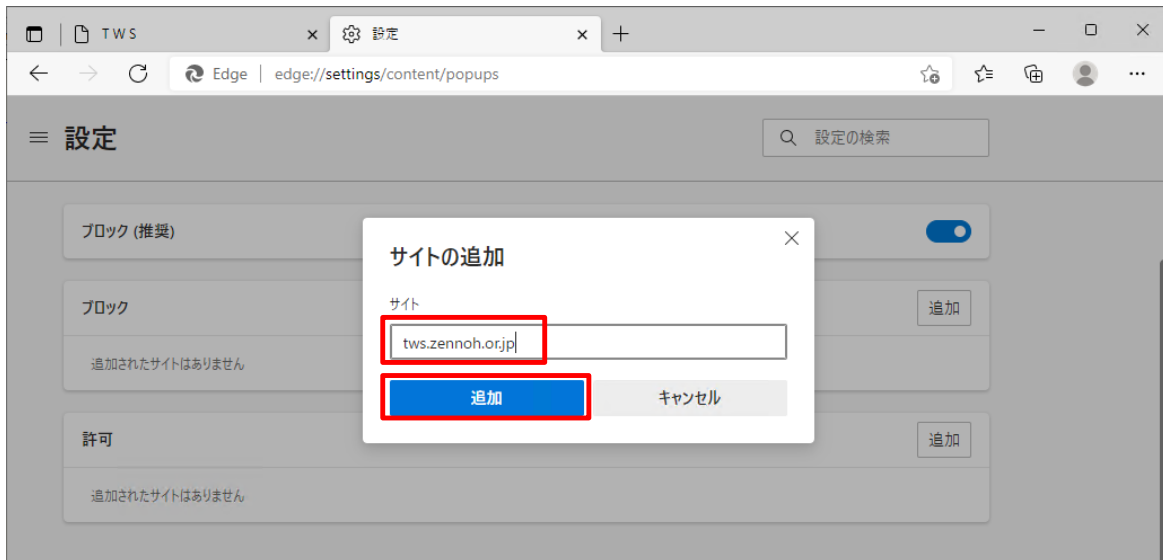 TWS
設定
Edge | edge://settings/content/popups
設定
設定の検索
ブロック (推奨)
サイトの追加
サイト
tws.zennoh.or.jp
追加
キャンセル
ブロック
追加
追加されたサイトはありません
許可
追加
追加されたサイトはありません